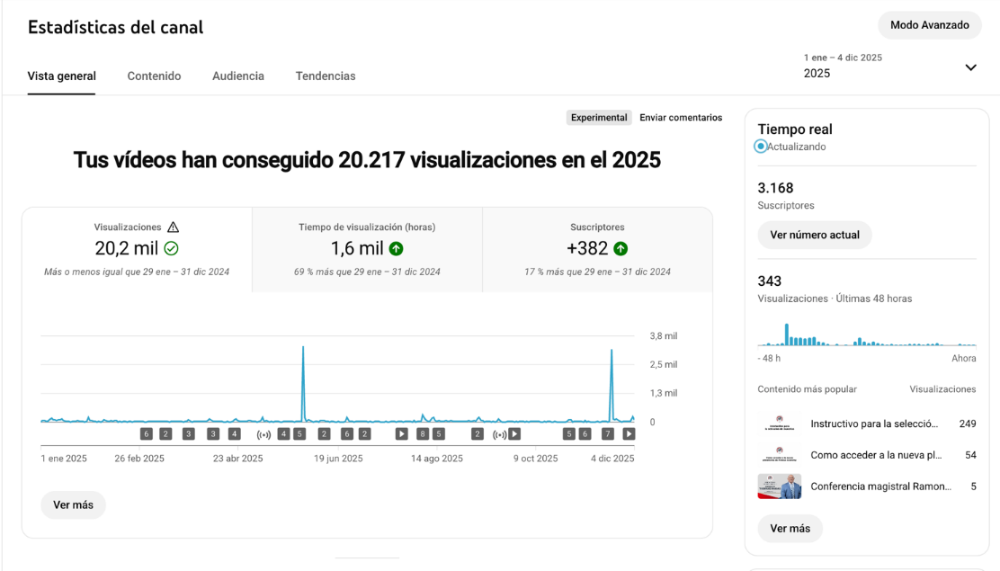 Estadísticas del canal
Modo Avanzado
Vista general
Contenido
Audiencia
Tendencias
1 ene – 4 dic 2025
2025
Experimental
Enviar comentarios
Tus vídeos han conseguido 20.217 visualizaciones en el 2025
Visualizaciones
20,2 mil
Más o menos igual que 29 ene – 31 dic 2024
Tiempo de visualización (horas)
1,6 mil
69 % más que 29 ene – 31 dic 2024
Suscriptores
+382
17 % más que 29 ene – 31 dic 2024
3,8 mil
2,5 mil
1,3 mil
0
6 2 3 3 4 4 5 2 6 2 8 5 2 5 6 7
1 ene 2025
26 feb 2025
23 abr 2025
19 jun 2025
14 ago 2025
9 oct 2025
4 dic 2025
Ver más
Tiempo real
Actualizando
3.168
Suscriptores
Ver número actual
343
Visualizaciones · Últimas 48 horas
- 48 h
Ahora
Contenido más popular
Visualizaciones
Instructivo para la selecció...
249
Como acceder a la nueva pl...
54
Conferencia magistral Ramon...
5
Ver más